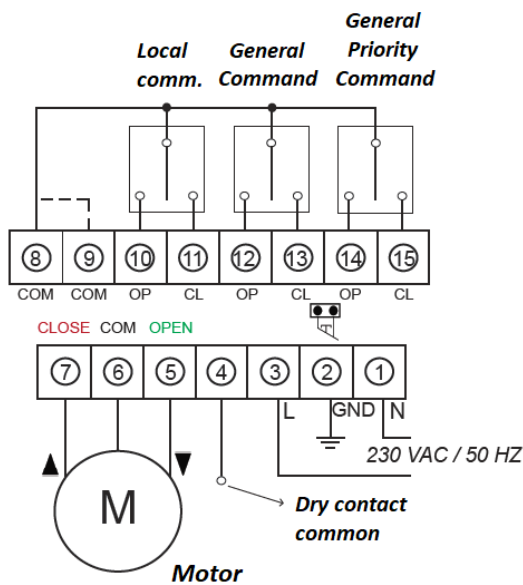 Local comm.
General Command
General Priority Command
8 9 10 11 12 13 14 15
COM COM OP CL OP CL OP CL
CLOSE COM OPEN
7 6 5 4 3 2 1
L GND N
230 VAC / 50 HZ
M
Dry contact common
Motor